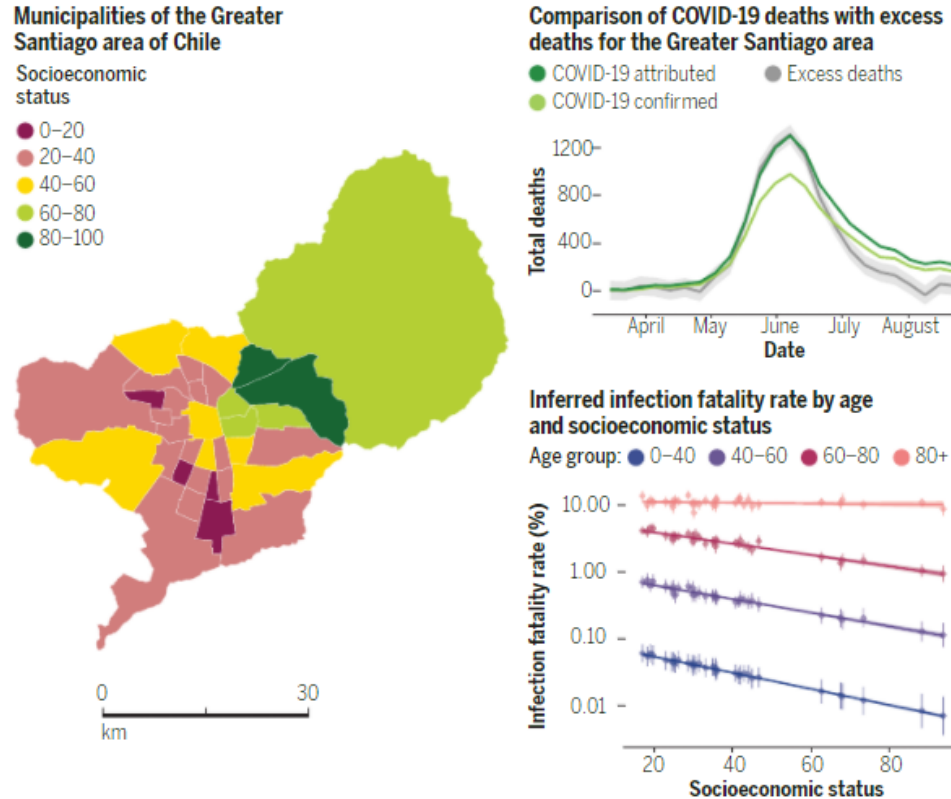 Municipalities of the Greater
Santiago area of Chile
Socioeconomic
status
0–20
20–40
40–60
60–80
80–100
0
30
km
Comparison of COVID-19 deaths with excess
deaths for the Greater Santiago area
COVID-19 attributed
Excess deaths
COVID-19 confirmed
Total deaths
1200
800
400
0
April May June July August
Date
Inferred infection fatality rate by age
and socioeconomic status
Age group: 0–40 40–60 60–80 80+
Infection fatality rate (%)
10.00
1.00
0.10
0.01
20 40 60 80
Socioeconomic status